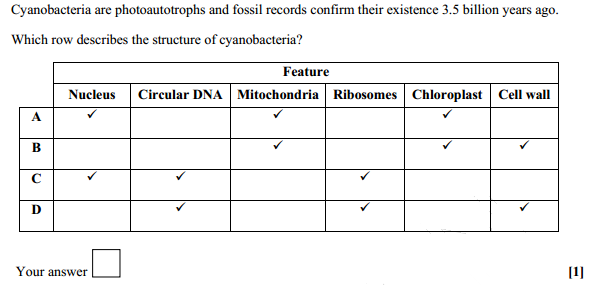 Cyanobacteria are photoautotrophs and fossil records confirm their existence 3.5 billion years ago.
Which row describes the structure of cyanobacteria?
Feature
Nucleus Circular DNA Mitochondria Ribosomes Chloroplast Cell wall
A ✓ ✓ ✓
B ✓ ✓ ✓
C ✓ ✓ ✓
D ✓ ✓ ✓
Your answer [1]